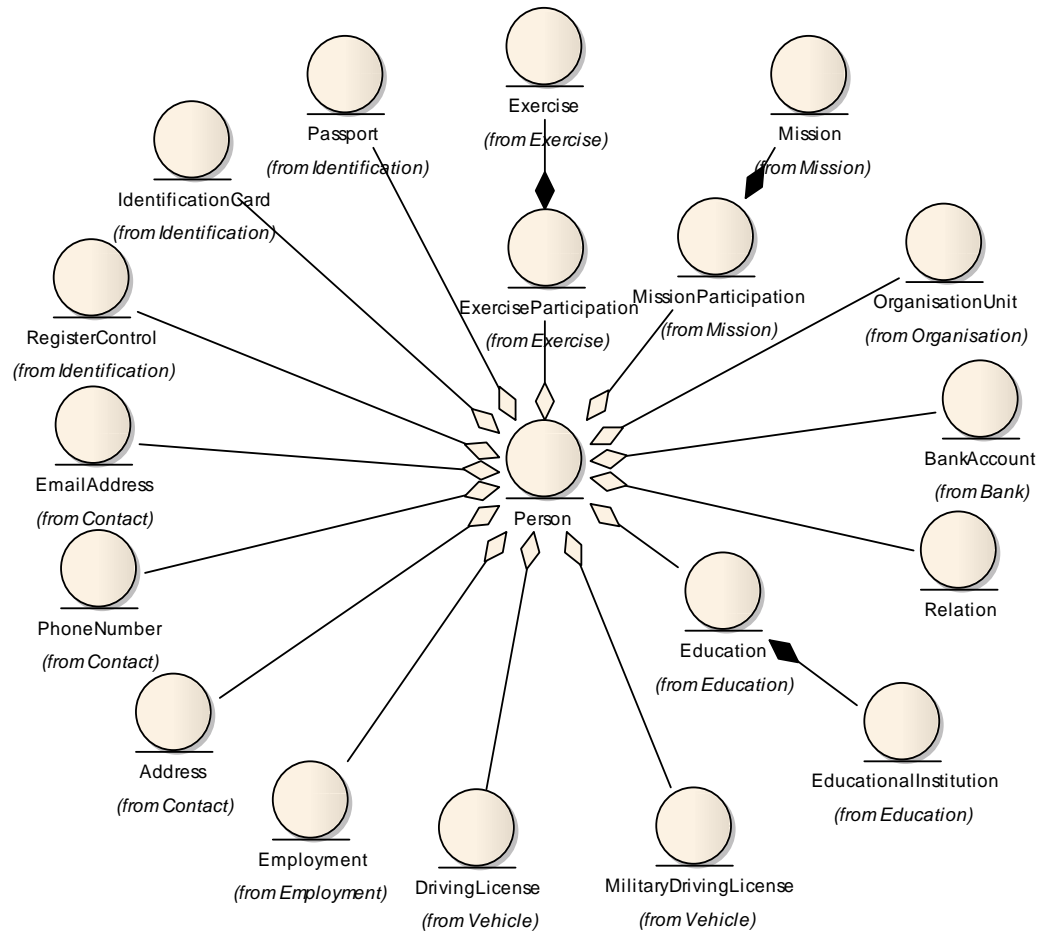 Exercise
(from Exercise)
Mission
(from Mission)
Passport
(from Identification)
IdentificationCard
(from Identification)
ExerciseParticipation
(from Exercise)
MissionParticipation
(from Mission)
OrganisationUnit
(from Organisation)
RegisterControl
(from Identification)
BankAccount
(from Bank)
EmailAddress
(from Contact)
Person
Relation
PhoneNumber
(from Contact)
Education
(from Education)
Address
(from Contact)
EducationalInstitution
(from Education)
Employment
(from Employment)
DrivingLicense
(from Vehicle)
MilitaryDrivingLicense
(from Vehicle)